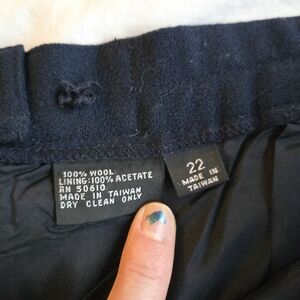 100% WOOL
LINING:100% ACETATE
RN 50610
MADE IN TAIWAN
DRY CLEAN ONLY
22
MADE IN
TAIWAN